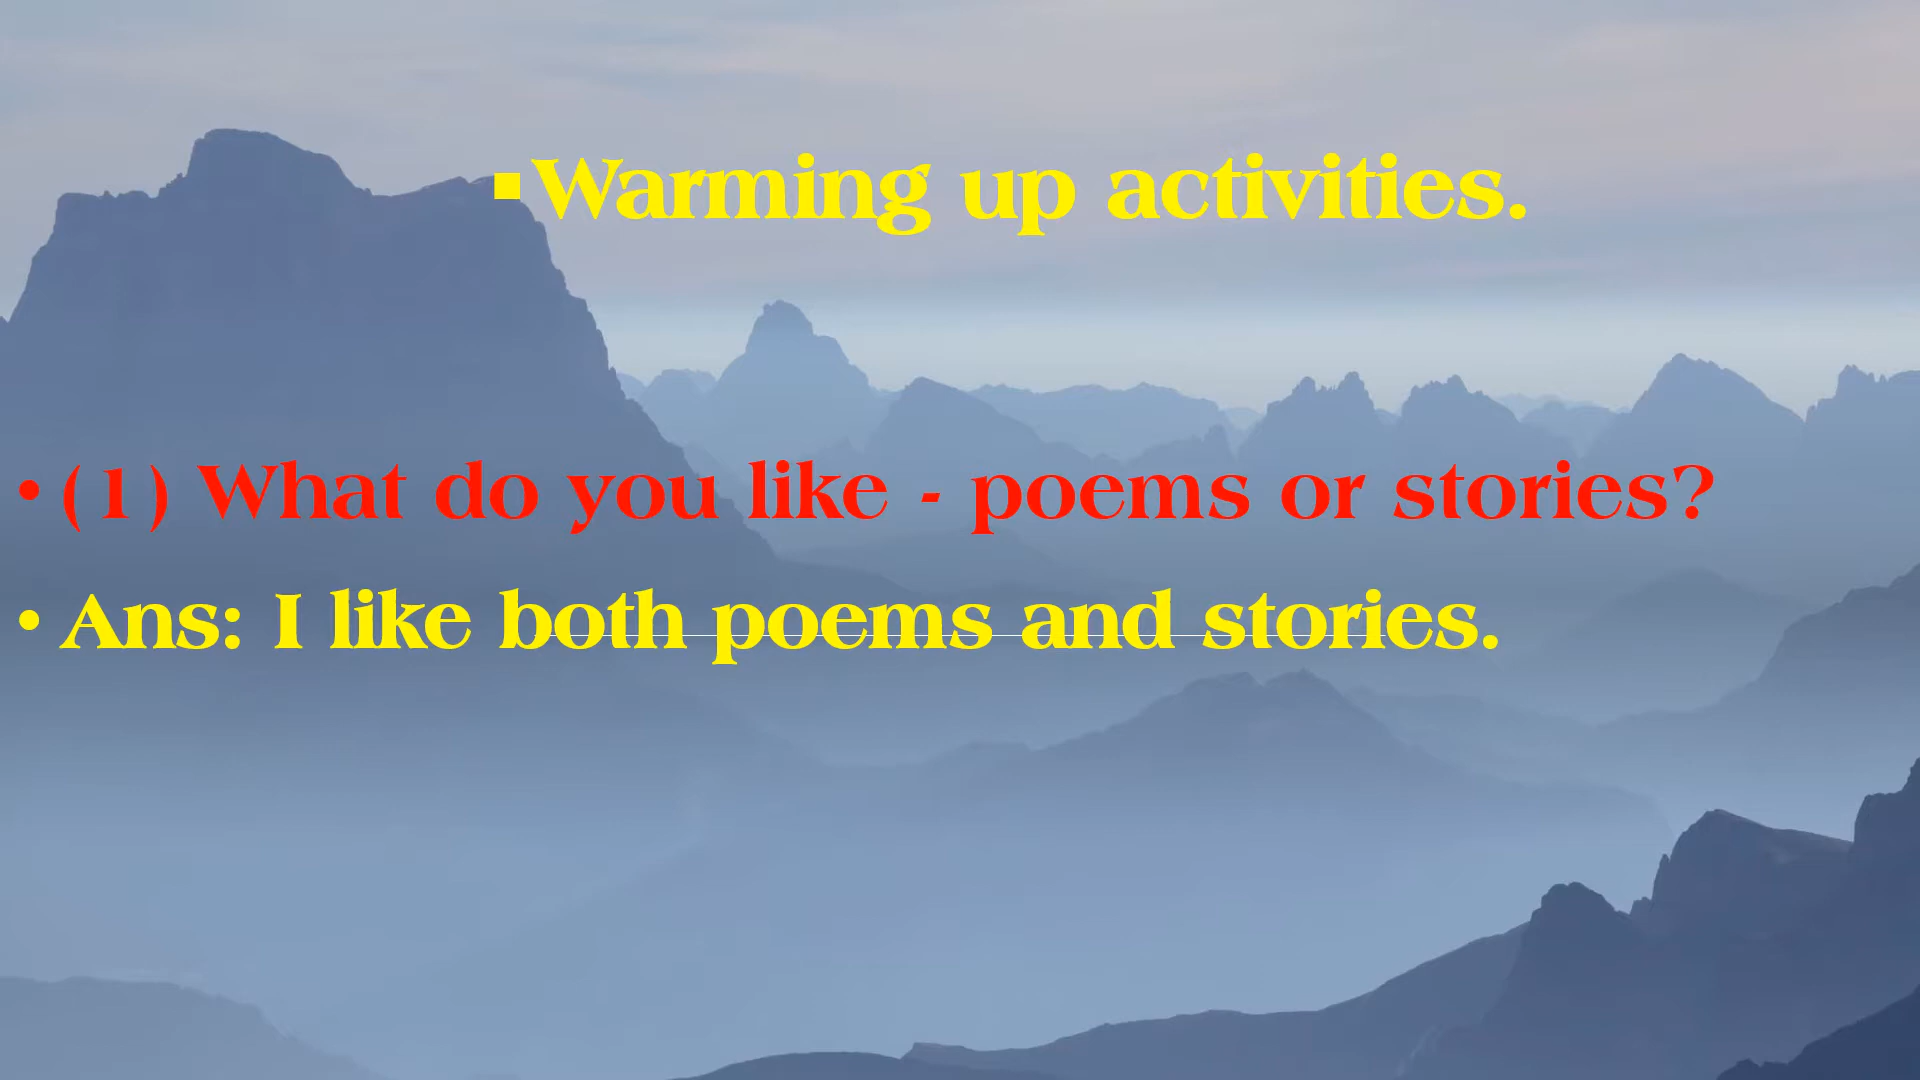 ▪Warming up activities.
• (1) What do you like - poems or stories?
• Ans: I like both poems and stories.